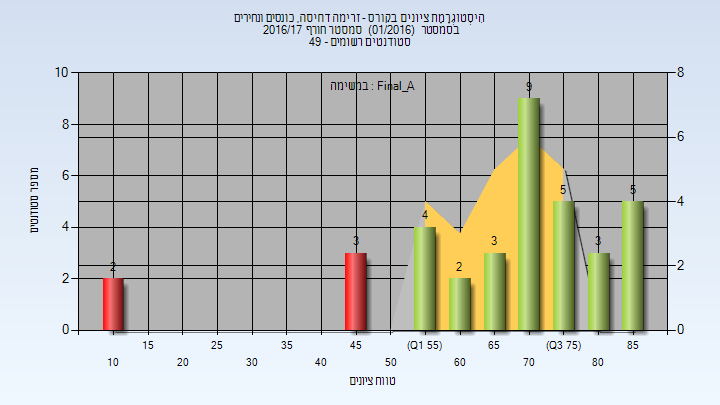 היסטוגרמת ציונים בקורס - זרימה דחיסה, כונסים ונחירים
בסמסטר (01/2016) סמסטר חורף 2016/17
סטודנטים רשומים - 49
במשימה : Final_A
מספר סטודנטים
10 8 6 4 2 0
8 6 4 2 0
2 3 4 2 3 9 5 3 5
15 25 35 45 (Q1 55) 65 (Q3 75) 85
10 20 30 40 50 60 70 80
טווח ציונים